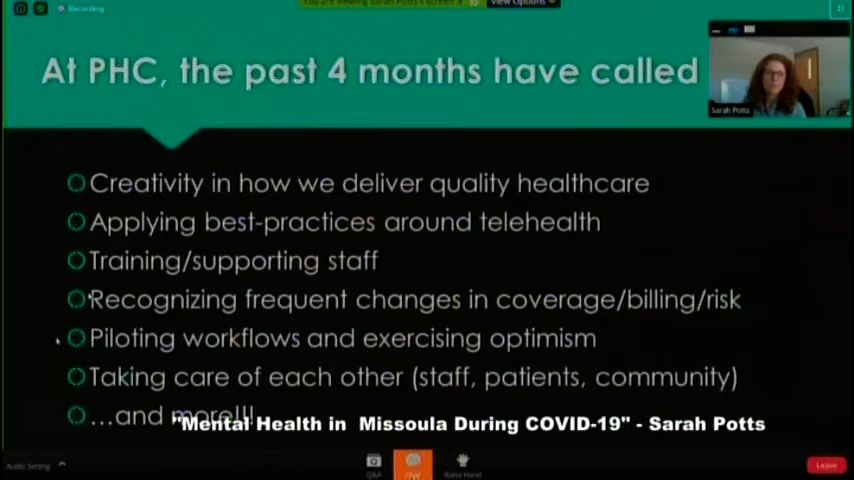 Recording
You are viewing Sarah Potts's screen
View Options
At PHC, the past 4 months have called
Sarah Potts
Creativity in how we deliver quality healthcare
Applying best-practices around telehealth
Training/supporting staff
Recognizing frequent changes in coverage/billing/risk
Piloting workflows and exercising optimism
Taking care of each other (staff, patients, community)
...and more!!!
"Mental Health in Missoula During COVID-19" - Sarah Potts
Audio Setting
Q&A
Chat
Raise Hand
Leave